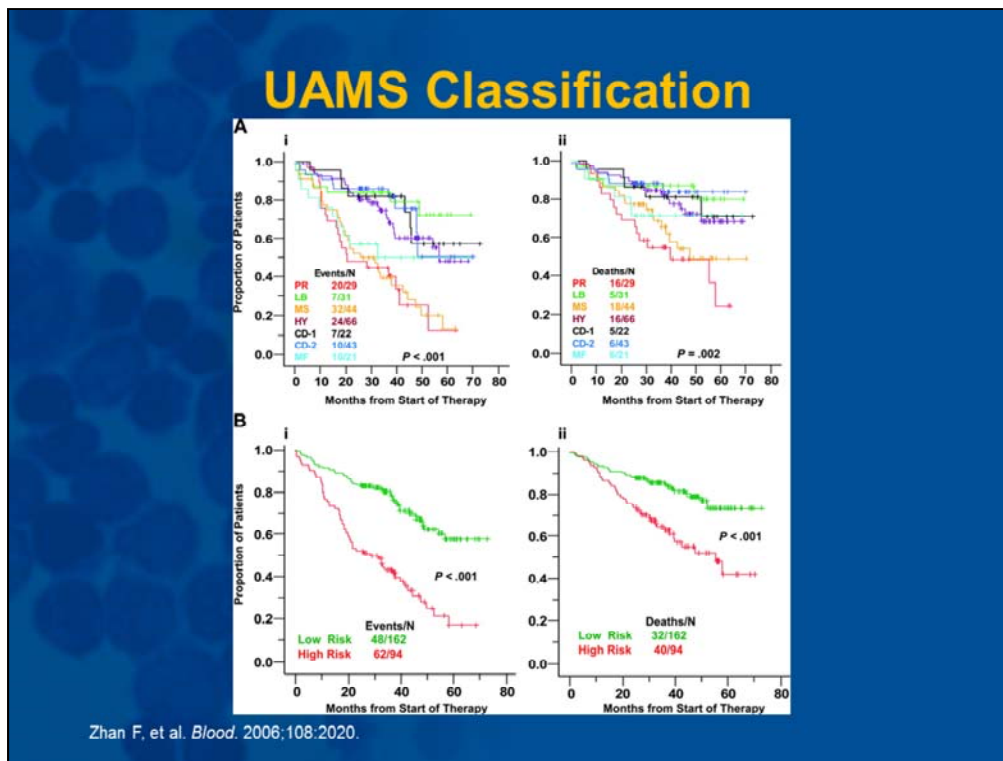 UAMS Classification
A
i
1.0
0.8
0.6
0.4
0.2
0.0
Proportion of Patients
Events/N
PR 20/29
LB 7/31
MS 32/44
HY 24/66
CD-1 7/22
CD-2 10/43
MF 10/21
P < .001
0 10 20 30 40 50 60 70 80
Months from Start of Therapy
ii
1.0
0.8
0.6
0.4
0.2
0.0
Deaths/N
PR 16/29
LB 5/31
MS 18/44
HY 16/66
CD-1 5/22
CD-2 6/43
MF 6/21
P = .002
0 10 20 30 40 50 60 70 80
Months from Start of Therapy
B
i
1.0
0.8
0.6
0.4
0.2
0.0
Proportion of Patients
P < .001
Events/N
Low Risk 48/162
High Risk 62/94
0 20 40 60 80
Months from Start of Therapy
ii
1.0
0.8
0.6
0.4
0.2
0.0
P < .001
Deaths/N
Low Risk 32/162
High Risk 40/94
0 20 40 60 80
Months from Start of Therapy
Zhan F, et al. Blood. 2006;108:2020.